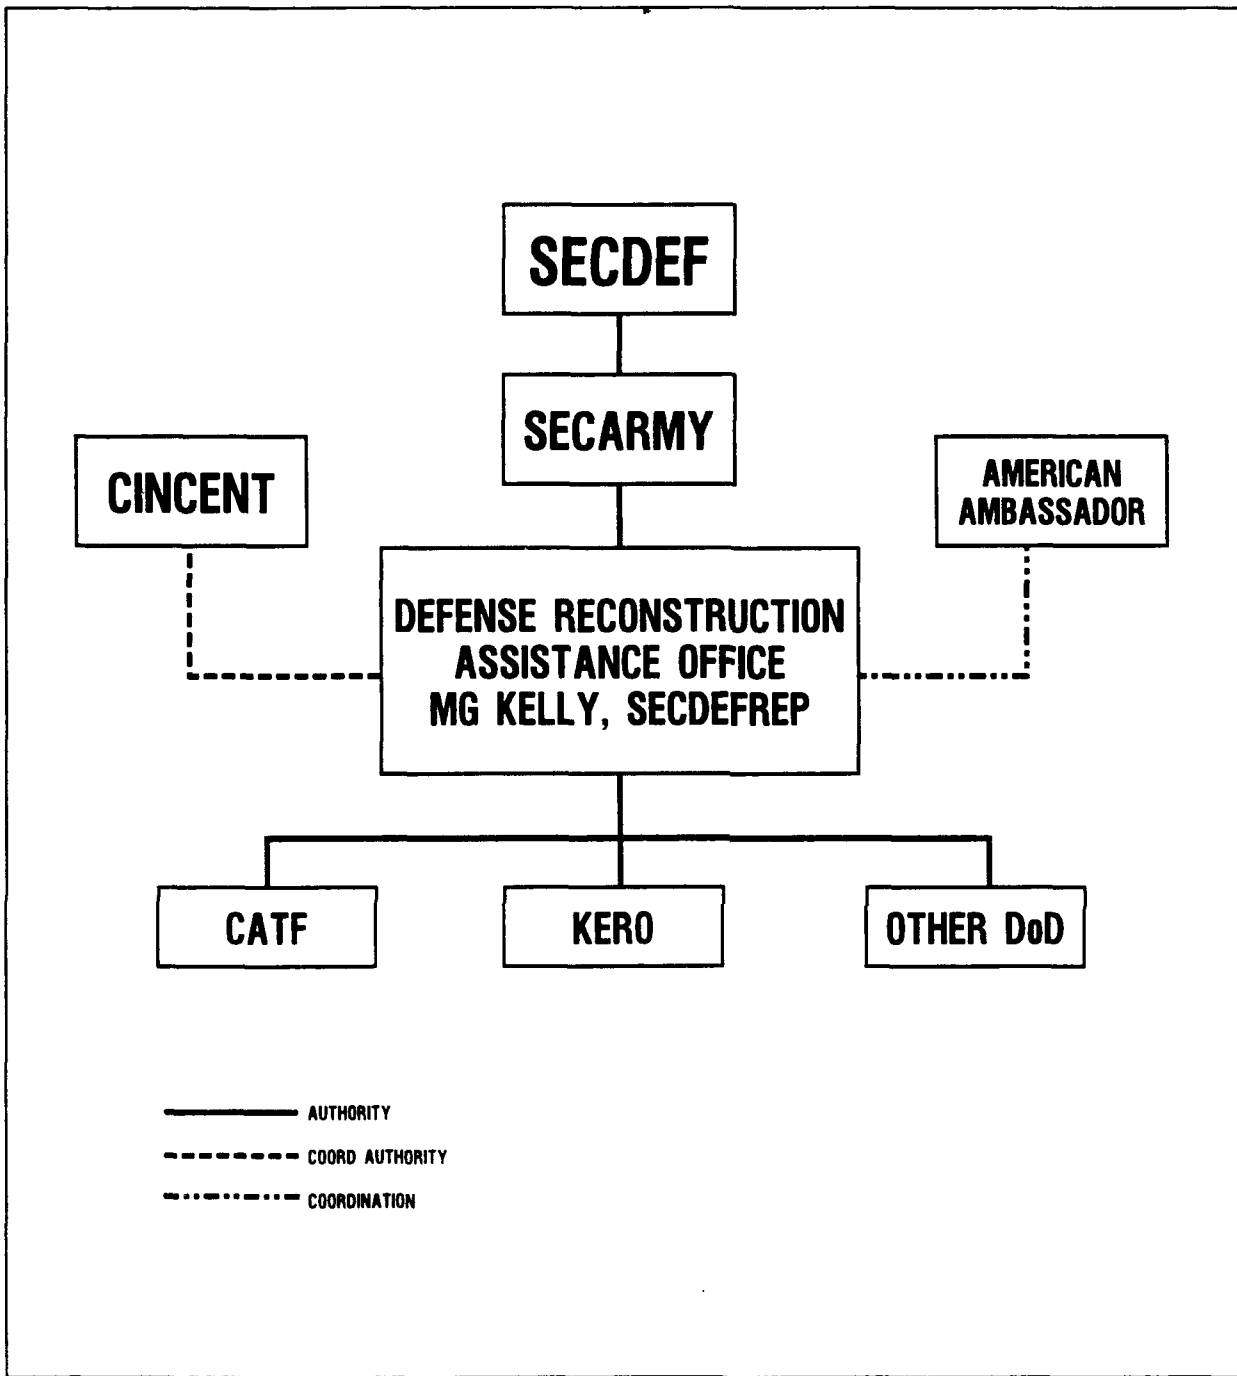 SECDEF
SECARMY
CINCENT
AMERICAN
AMBASSADOR
DEFENSE RECONSTRUCTION
ASSISTANCE OFFICE
MG KELLY, SECDEFREP
CATF
KERO
OTHER DoD
AUTHORITY
COORD AUTHORITY
COORDINATION